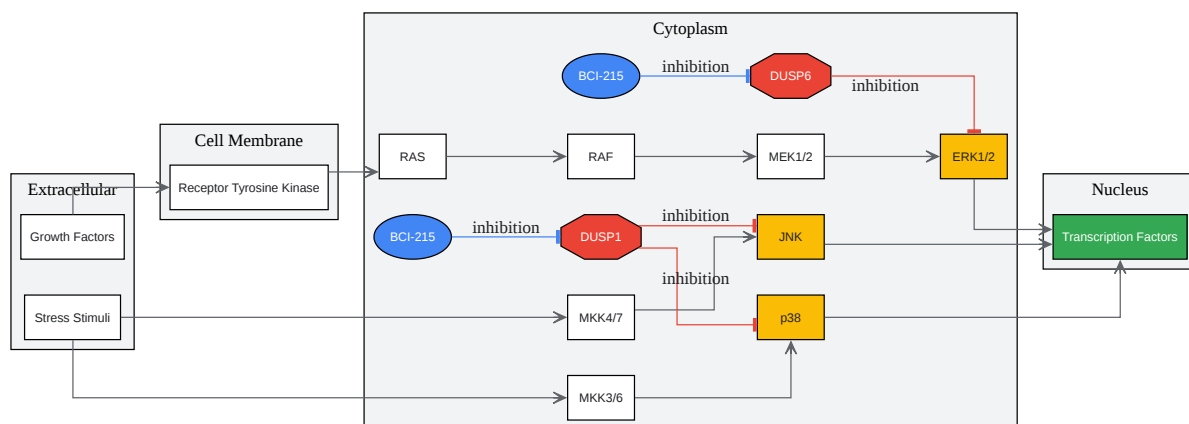 Cytoplasm
BCI-215
inhibition
DUSP6
inhibition
Cell Membrane
Receptor Tyrosine Kinase
RAS
RAF
MEK1/2
ERK1/2
Extracellular
Growth Factors
Stress Stimuli
BCI-215
inhibition
DUSP1
inhibition
JNK
inhibition
Nucleus
Transcription Factors
MKK4/7
p38
MKK3/6